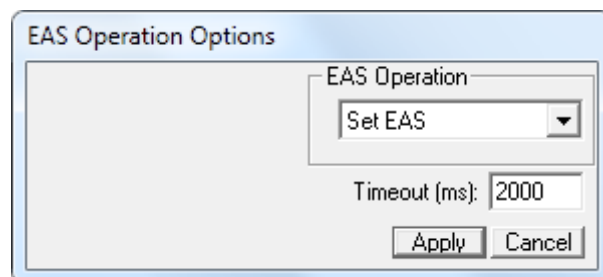 EAS Operation Options
EAS Operation
Set EAS
Timeout (ms): 2000
Apply Cancel